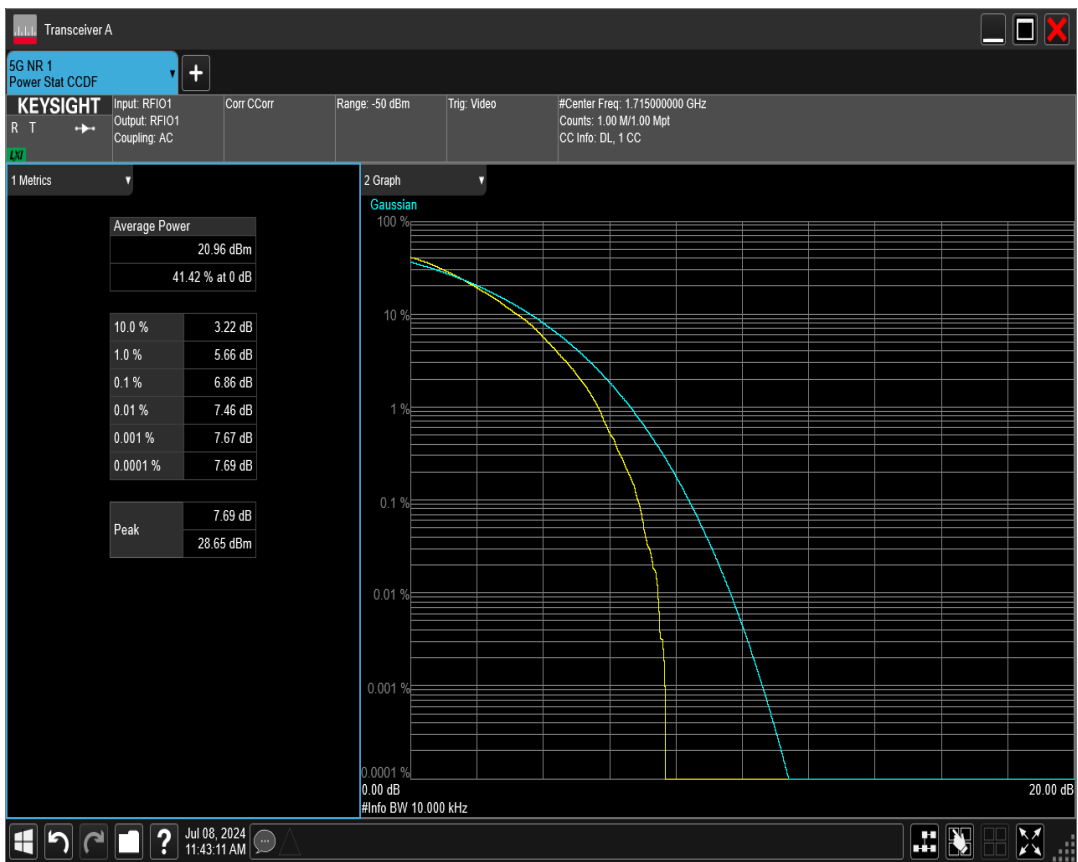 Transceiver A
5G NR 1
Power Stat CCDF
+
KEYSIGHT
R T
LXI
Input: RFIO1
Output: RFIO1
Coupling: AC
Corr CCorr
Range: -50 dBm
Trig: Video
#Center Freq: 1.715000000 GHz
Counts: 1.00 M/1.00 Mpt
CC Info: DL, 1 CC
1 Metrics
Average Power
20.96 dBm
41.42 % at 0 dB
10.0 % 3.22 dB
1.0 % 5.66 dB
0.1 % 6.86 dB
0.01 % 7.46 dB
0.001 % 7.67 dB
0.0001 % 7.69 dB
Peak
7.69 dB
28.65 dBm
2 Graph
Gaussian
100 %
10 %
1 %
0.1 %
0.01 %
0.001 %
0.0001 %
0.00 dB
20.00 dB
#Info BW 10.000 kHz
?
Jul 08, 2024
11:43:11 AM